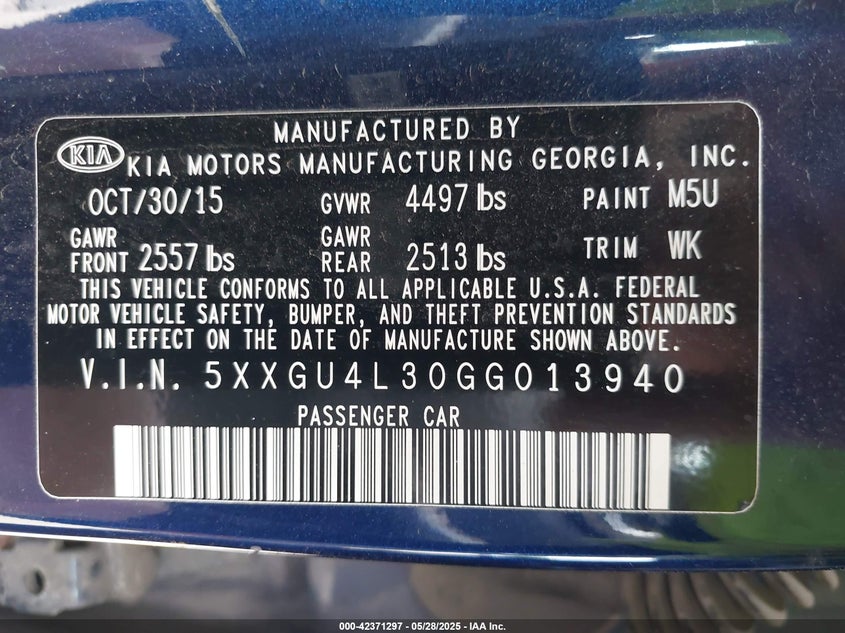 MANUFACTURED BY
KIA KIA MOTORS MANUFACTURING GEORGIA, INC.
OCT/30/15 GVWR 4497 lbs PAINT M5U
GAWR FRONT 2557 lbs GAWR REAR 2513 lbs TRIM WK
THIS VEHICLE CONFORMS TO ALL APPLICABLE U.S.A. FEDERAL
MOTOR VEHICLE SAFETY, BUMPER, AND THEFT PREVENTION STANDARDS
IN EFFECT ON THE DATE OF MANUFACTURE SHOWN ABOVE.
V.I.N. 5XXGU4L30GG013940
PASSENGER CAR
000-42371297 - 05/28/2025 - IAA Inc.